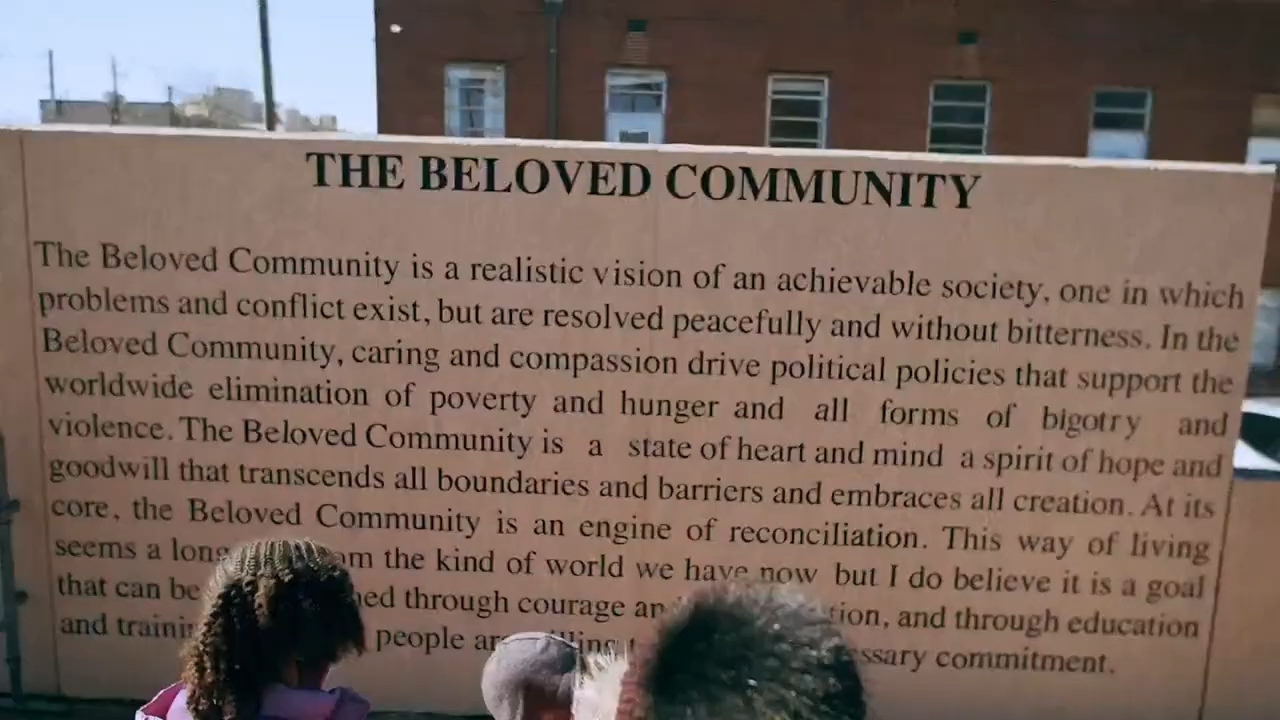 THE BELOVED COMMUNITY
The Beloved Community is a realistic vision of an achievable society, one in which
problems and conflict exist, but are resolved peacefully and without bitterness. In the
Beloved Community, caring and compassion drive political policies that support the
worldwide elimination of poverty and hunger and all forms of bigotry and
violence. The Beloved Community is a state of heart and mind a spirit of hope and
goodwill that transcends all boundaries and barriers and embraces all creation. At its
core, the Beloved Community is an engine of reconciliation. This way of living
seems a long the kind of world we have now but I do believe it is a goal
that can be through courage and through education
and people are commitment.